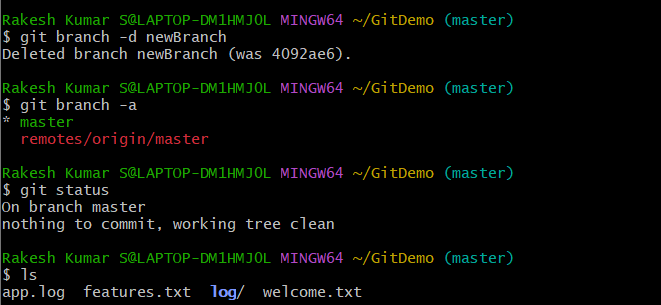 Rakesh Kumar S@LAPTOP-DM1HMJ0L MINGW64 ~/GitDemo (master)
$ git branch -d newBranch
Deleted branch newBranch (was 4092ae6).
Rakesh Kumar S@LAPTOP-DM1HMJ0L MINGW64 ~/GitDemo (master)
$ git branch -a
* master
  remotes/origin/master
Rakesh Kumar S@LAPTOP-DM1HMJ0L MINGW64 ~/GitDemo (master)
$ git status
On branch master
nothing to commit, working tree clean
Rakesh Kumar S@LAPTOP-DM1HMJ0L MINGW64 ~/GitDemo (master)
$ ls
app.log  features.txt  log/  welcome.txt